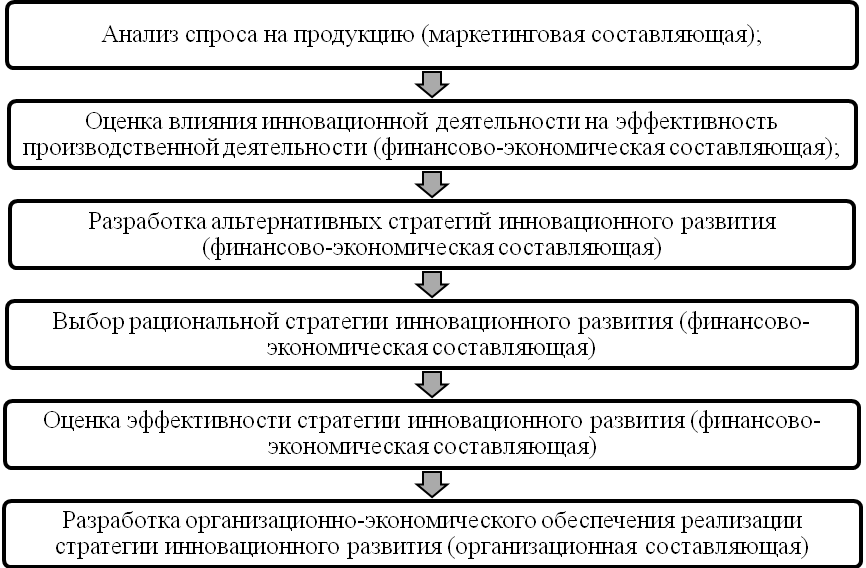 Анализ спроса на продукцию (маркетинговая составляющая);
Оценка влияния инновационной деятельности на эффективность
производственной деятельности (финансово-экономическая составляющая);
Разработка альтернативных стратегий инновационного развития
(финансово-экономическая составляющая)
Выбор рациональной стратегии инновационного развития (финансово-
экономическая составляющая)
Оценка эффективности стратегии инновационного развития (финансово-
экономическая составляющая)
Разработка организационно-экономического обеспечения реализации
стратегии инновационного развития (организационная составляющая)